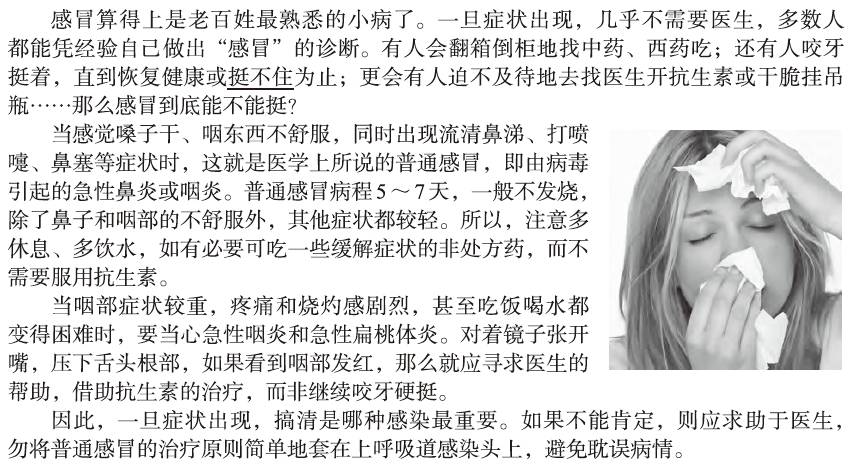 感冒算得上是老百姓最熟悉的小病了。一旦症状出现，几乎不需要医生，多数人
都能凭经验自己做出“感冒”的诊断。有人会翻箱倒柜地找中药、西药吃；还有人咬牙
挺着，直到恢复健康或挺不住为止；更会有人迫不及待地去找医生开抗生素或干脆挂吊
瓶……那么感冒到底能不能挺？
当感觉嗓子干、咽东西不舒服，同时出现流清鼻涕、打喷
嚏、鼻塞等症状时，这就是医学上所说的普通感冒，即由病毒
引起的急性鼻炎或咽炎。普通感冒病程5～7天，一般不发烧，
除了鼻子和咽部的不舒服外，其他症状都较轻。所以，注意多
休息、多饮水，如有必要可吃一些缓解症状的非处方药，而不
需要服用抗生素。
当咽部症状较重，疼痛和烧灼感剧烈，甚至吃饭喝水都
变得困难时，要当心急性咽炎和急性扁桃体炎。对着镜子张开
嘴，压下舌头根部，如果看到咽部发红，那么就应寻求医生的
帮助，借助抗生素的治疗，而非继续咬牙硬挺。
因此，一旦症状出现，搞清是哪种感染最重要。如果不能肯定，则应求助于医生，
勿将普通感冒的治疗原则简单地套在上呼吸道感染头上，避免耽误病情。